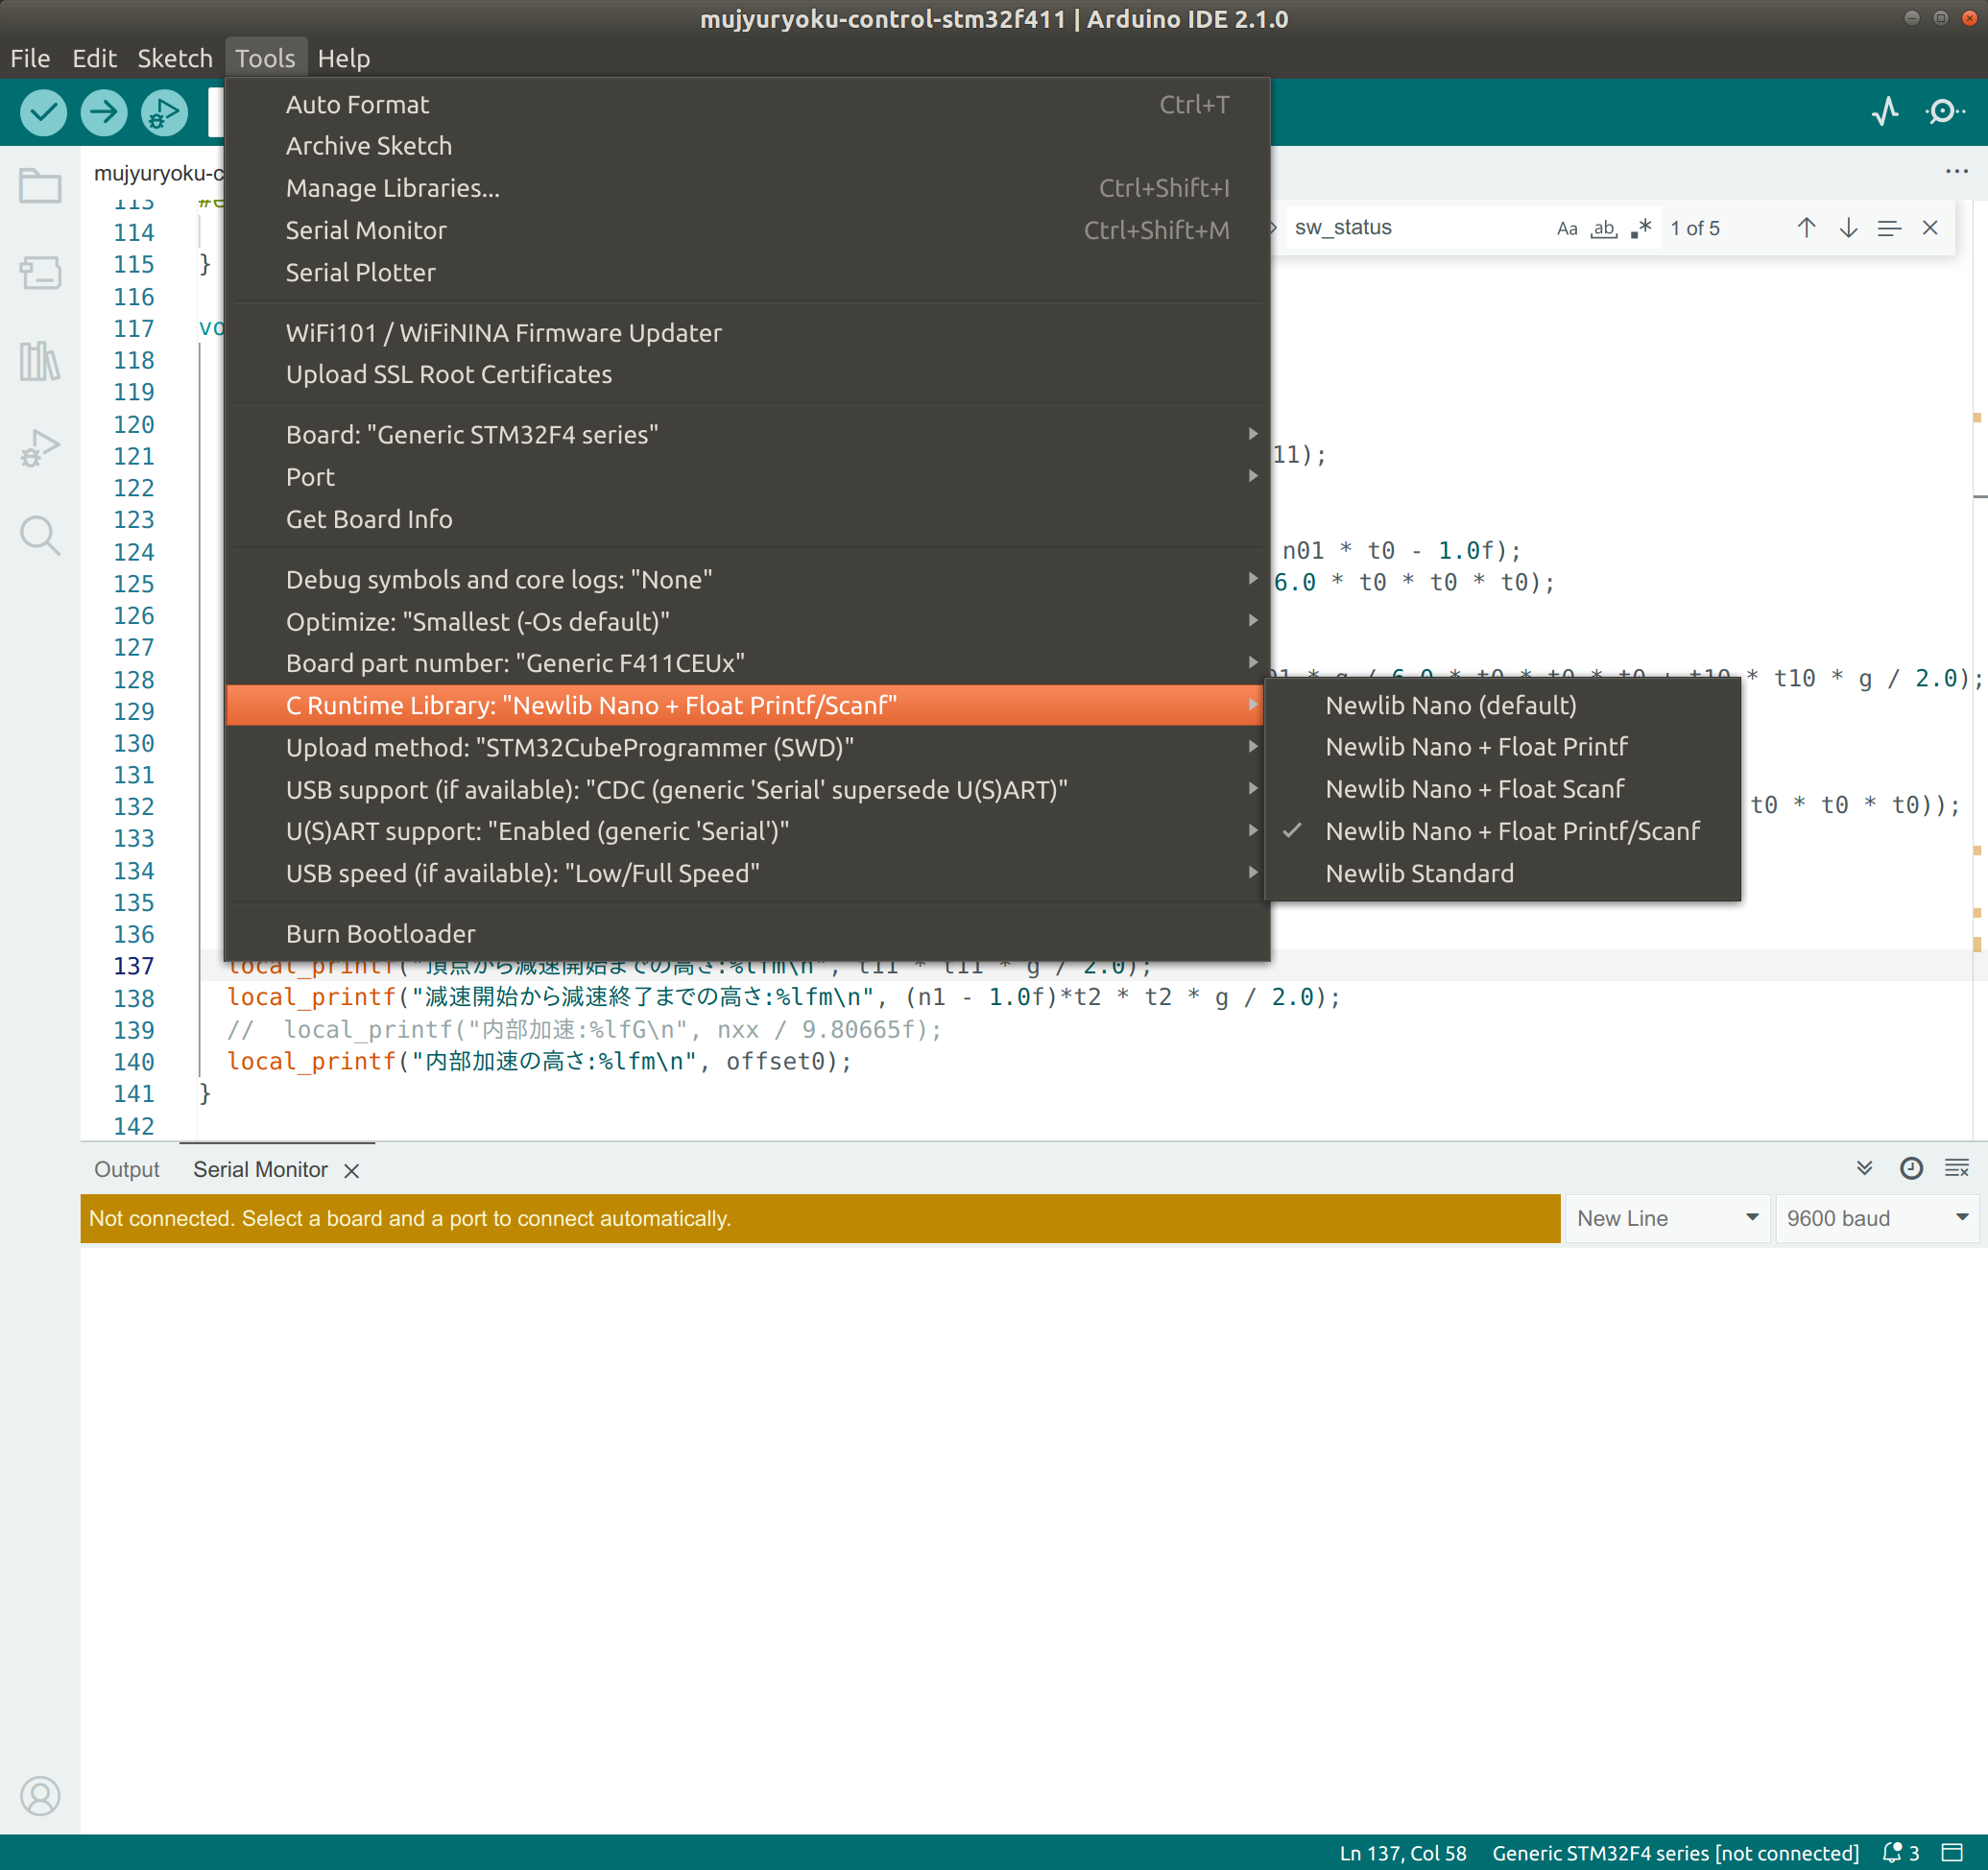 mujyuryoku-control-stm32f411 | Arduino IDE 2.1.0
File Edit Sketch Tools Help
Auto Format Ctrl+T
Archive Sketch
Manage Libraries... Ctrl+Shift+I
Serial Monitor Ctrl+Shift+M
Serial Plotter
WiFi101 / WiFiNINA Firmware Updater
Upload SSL Root Certificates
Board: "Generic STM32F4 series"
Port
Get Board Info
Debug symbols and core logs: "None"
Optimize: "Smallest (-Os default)"
Board part number: "Generic F411CEUx"
C Runtime Library: "Newlib Nano + Float Printf/Scanf"
Upload method: "STM32CubeProgrammer (SWD)"
USB support (if available): "CDC (generic 'Serial' supersede U(S)ART)"
U(S)ART support: "Enabled (generic 'Serial')"
USB speed (if available): "Low/Full Speed"
Burn Bootloader
Newlib Nano (default)
Newlib Nano + Float Printf
Newlib Nano + Float Scanf
Newlib Nano + Float Printf/Scanf
Newlib Standard
mujyuryoku-c
sw_status Aa ab 1 of 5
113 #e
114
115 }
116
117 vo
118
119
120
121 11);
122
123
124 n01 * t0 - 1.0f);
125 6.0 * t0 * t0 * t0);
126
127
128 * g / 6.0 * t0 * t0 * t0 + t10 * t10 * g / 2.0);
129
130
131
132 t0 * t0 * t0));
133
134
135
136
137 local_printf("頂点から減速開始までの高さ:%lfm\n", t11 * t11 * g / 2.0);
138 local_printf("減速開始から減速終了までの高さ:%lfm\n", (n1 - 1.0f)*t2 * t2 * g / 2.0);
139 // local_printf("内部加速:%lfG\n", nxx / 9.80665f);
140 local_printf("内部加速の高さ:%lfm\n", offset0);
141 }
142
Output Serial Monitor
Not connected. Select a board and a port to connect automatically. New Line 9600 baud
Ln 137, Col 58 Generic STM32F4 series [not connected] 3